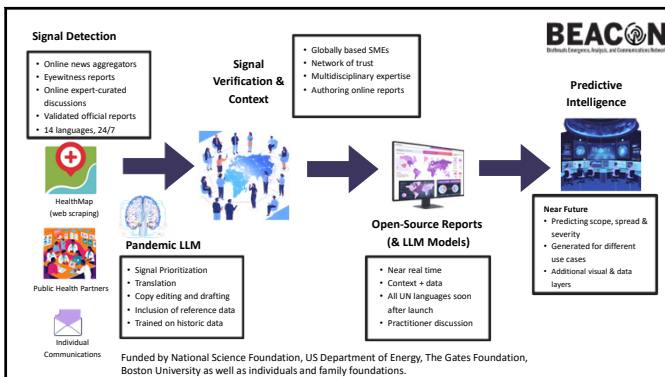 Signal Detection
• Online news aggregators
• Eyewitness reports
• Online expert-curated
discussions
• Validated official reports
• 14 languages, 24/7
HealthMap
(web scraping)
Public Health Partners
Individual
Communications
Pandemic LLM
• Signal Prioritization
• Translation
• Copy editing and drafting
• Inclusion of reference data
• Trained on historic data
Signal
Verification &
Context
• Globally based SMEs
• Network of trust
• Multidisciplinary expertise
• Authoring online reports
Open-Source Reports
(& LLM Models)
• Near real time
• Context + data
• All UN languages soon
after launch
• Practitioner discussion
BEACON
Biothreats Emergence, Analysis, and Communications Network
Predictive
Intelligence
Near Future
• Predicting scope, spread &
severity
• Generated for different
use cases
• Additional visual & data
layers
Funded by National Science Foundation, US Department of Energy, The Gates Foundation,
Boston University as well as individuals and family foundations.